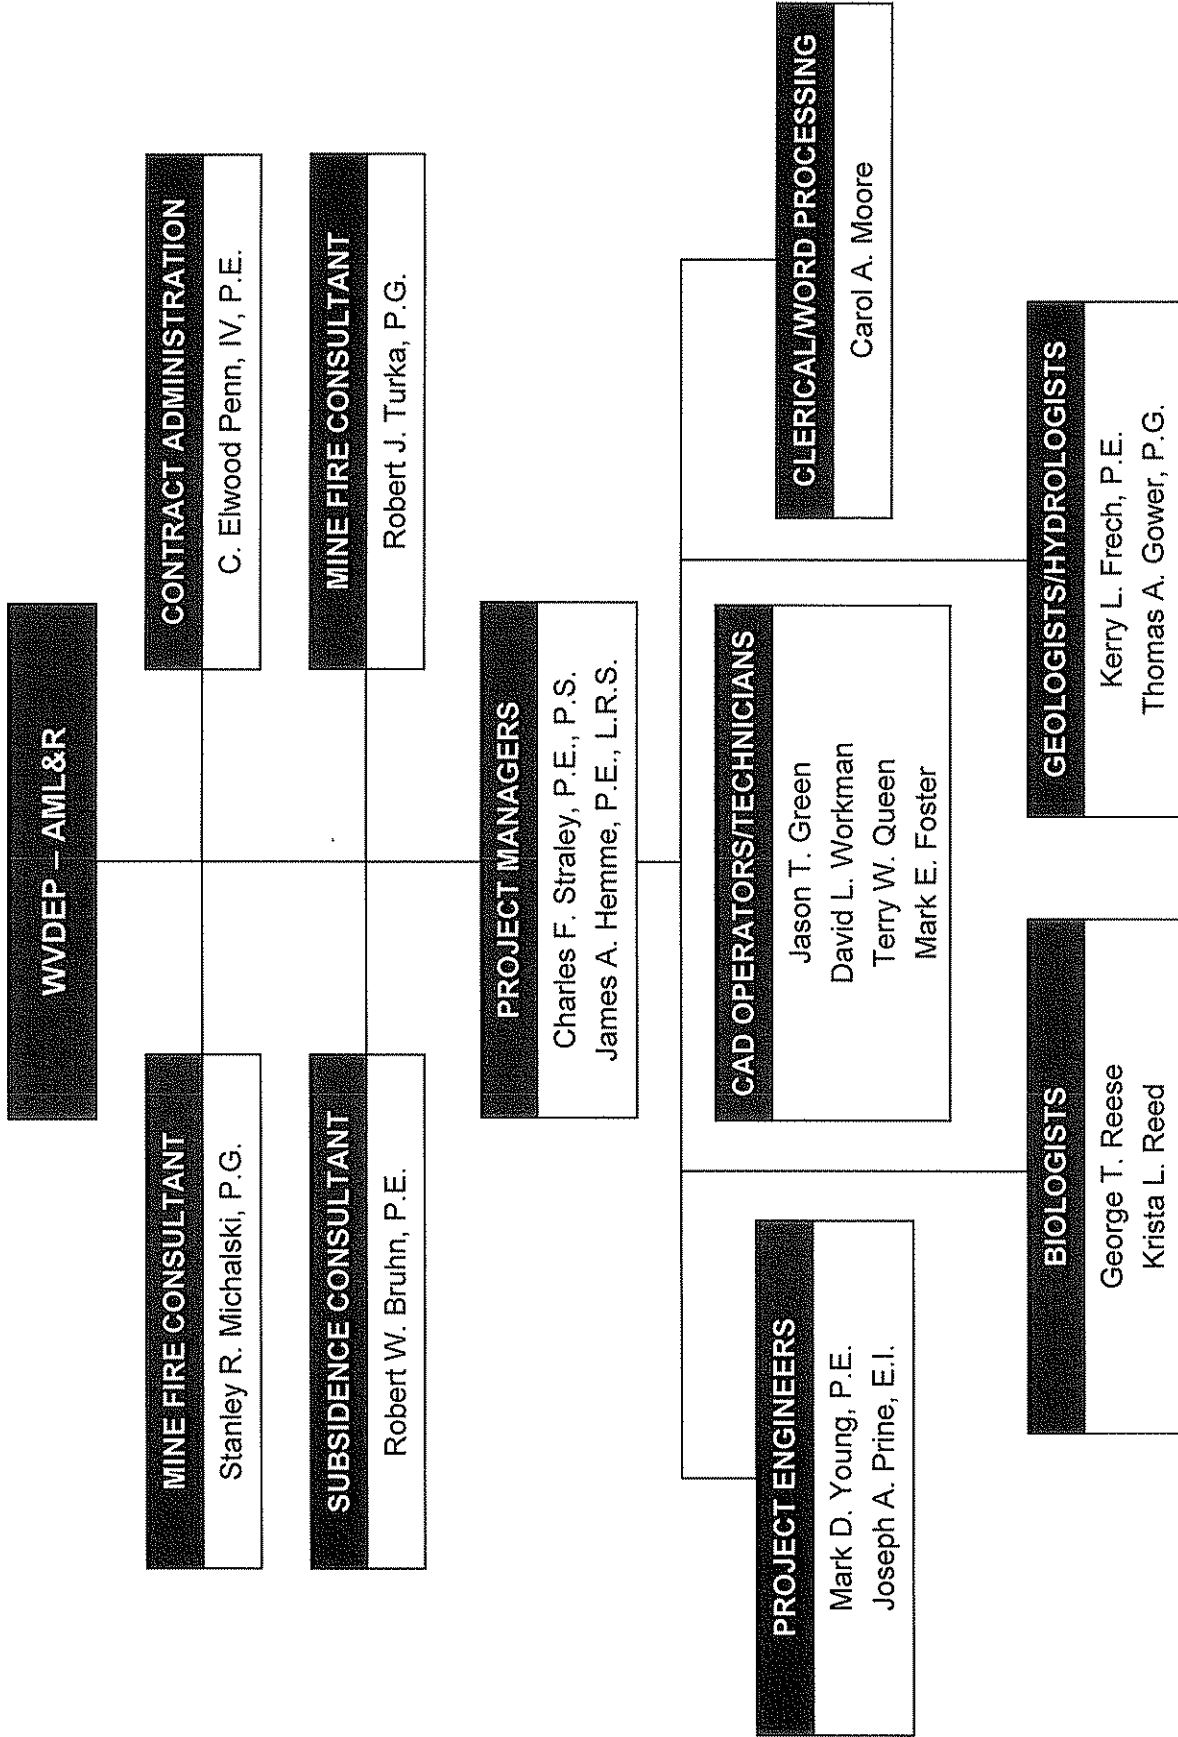 WVDEP – AML&R
MINE FIRE CONSULTANT
Stanley R. Michalski, P.G.
CONTRACT ADMINISTRATION
C. Elwood Penn, IV, P.E.
SUBSIDENCE CONSULTANT
Robert W. Bruhn, P.E.
MINE FIRE CONSULTANT
Robert J. Turka, P.G.
PROJECT MANAGERS
Charles F. Straley, P.E., P.S.
James A. Hemme, P.E., L.R.S.
PROJECT ENGINEERS
Mark D. Young, P.E.
Joseph A. Prine, E.I.
CAD OPERATORS/TECHNICIANS
Jason T. Green
David L. Workman
Terry W. Queen
Mark E. Foster
CLERICAL/WORD PROCESSING
Carol A. Moore
BIOLOGISTS
George T. Reese
Krista L. Reed
GEOLOGISTS/HYDROLOGISTS
Kerry L. Frech, P.E.
Thomas A. Gower, P.G.